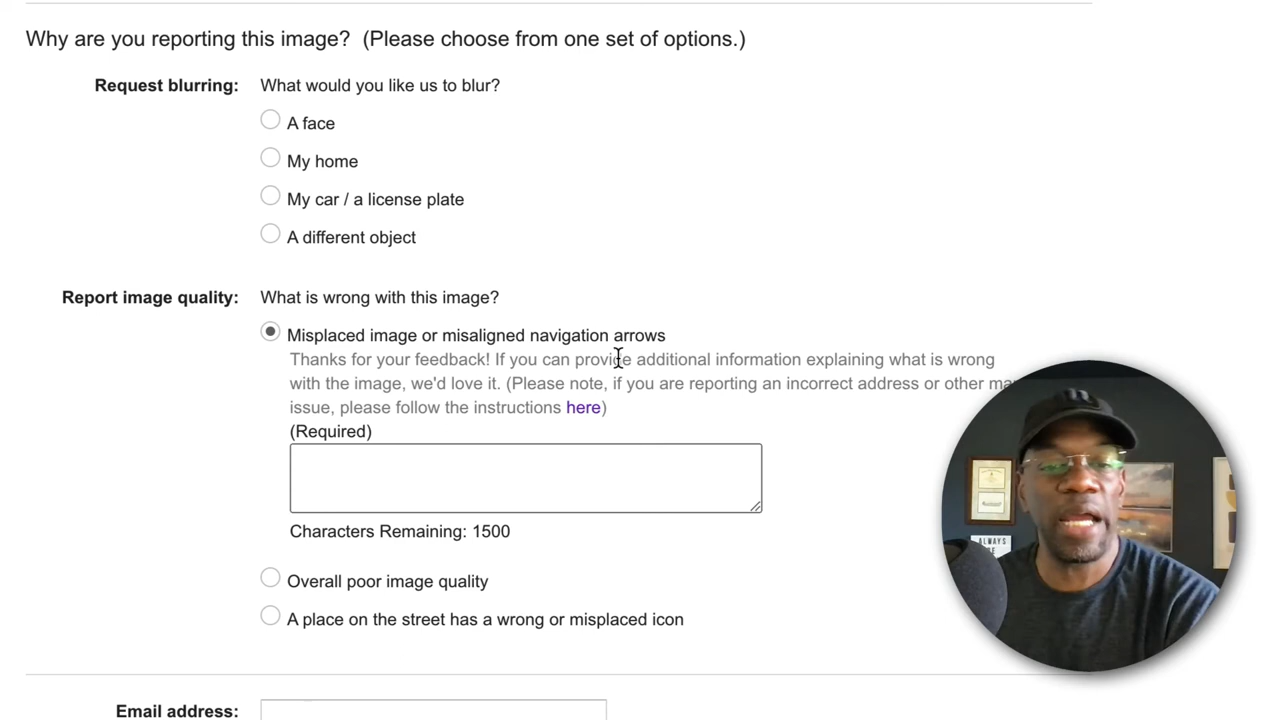 Why are you reporting this image? (Please choose from one set of options.)
Request blurring: What would you like us to blur?
A face
My home
My car / a license plate
A different object
Report image quality: What is wrong with this image?
Misplaced image or misaligned navigation arrows
Thanks for your feedback! If you can provide additional information explaining what is wrong
with the image, we'd love it. (Please note, if you are reporting an incorrect address or other
issue, please follow the instructions here)
(Required)
Characters Remaining: 1500
Overall poor image quality
A place on the street has a wrong or misplaced icon
Email address:
ALWAYS